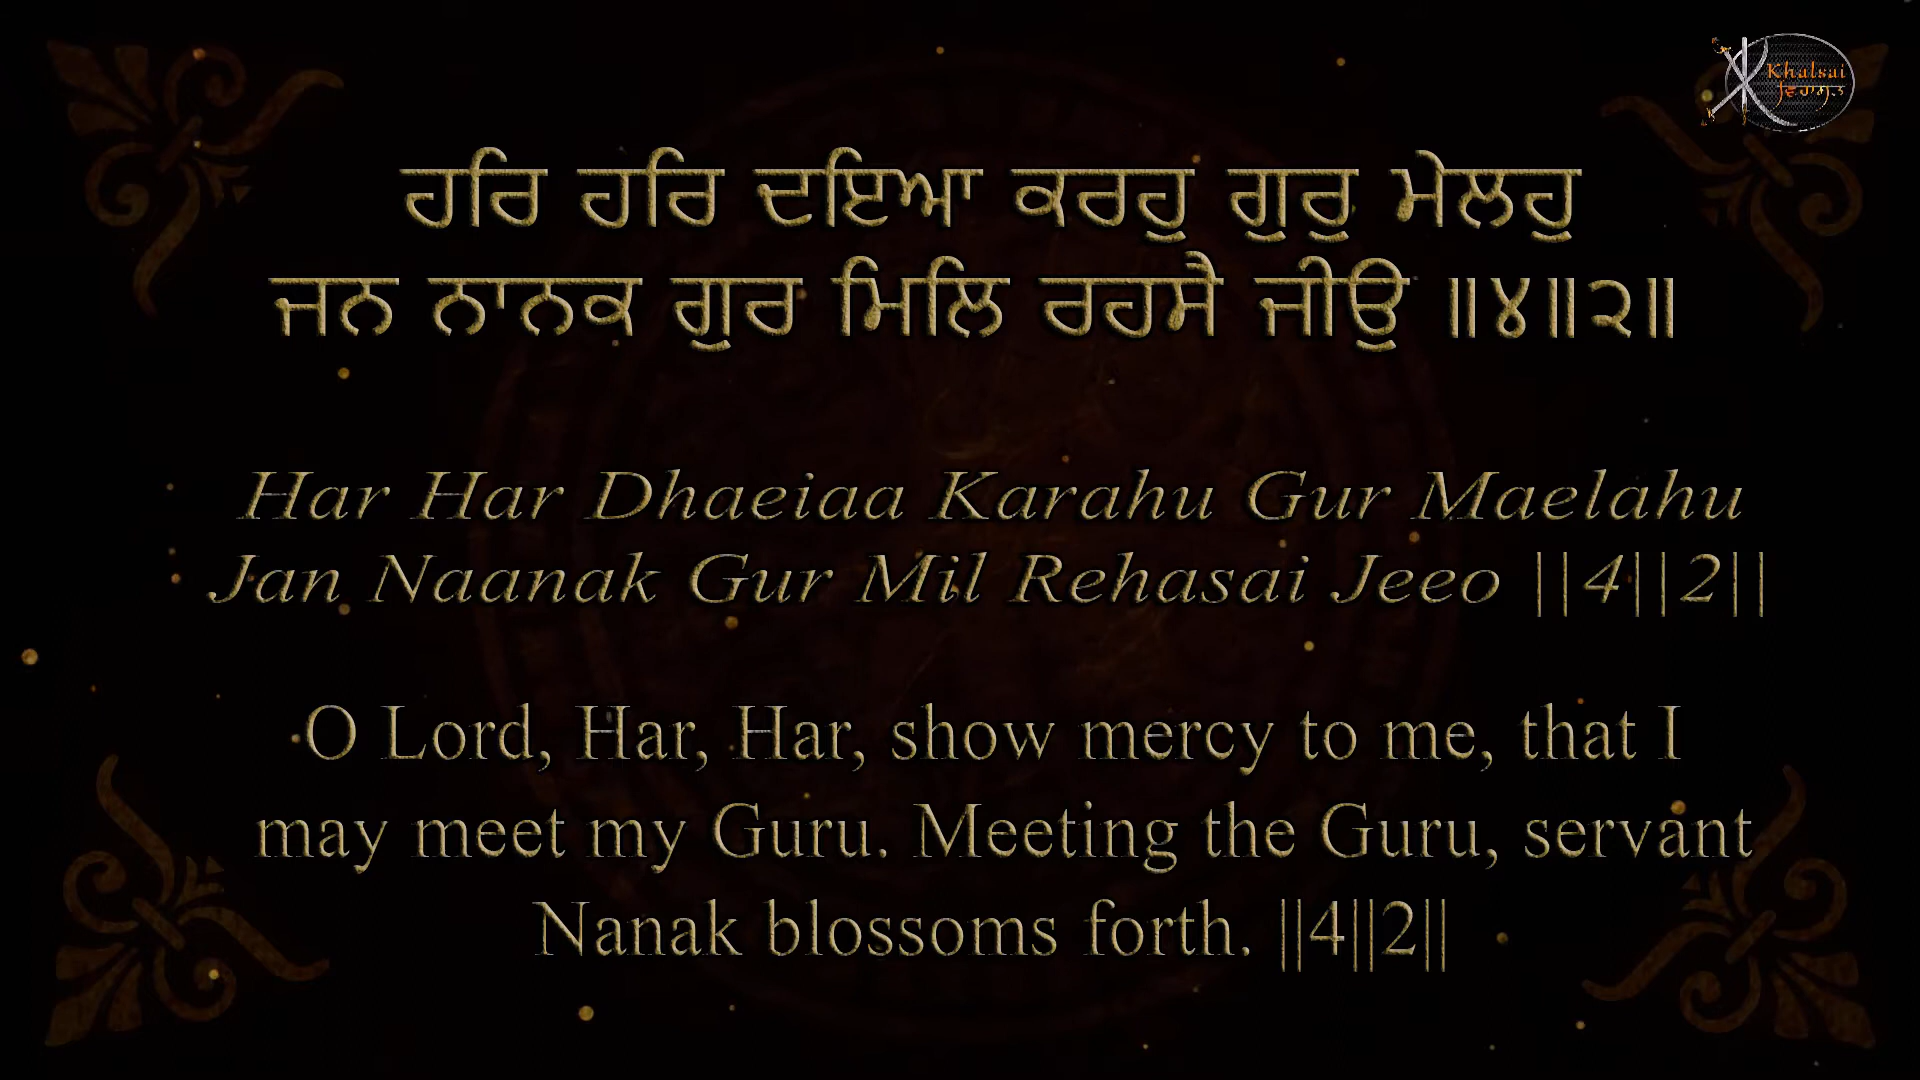 Khalsai
ਵਿਰਾਸਤ
ਹਰਿ ਹਰਿ ਦਇਆ ਕਰਹੁ ਗੁਰੁ ਮੇਲਹੁ
ਜਨ ਨਾਨਕ ਗੁਰ ਮਿਲਿ ਰਹਸੈ ਜੀਉ ॥੪॥੨॥
Har Har Dhaeiaa Karahu Gur Maelahu
Jan Naanak Gur Mil Rehasai Jeeo ||4||2||
O Lord, Har, Har, show mercy to me, that I
may meet my Guru. Meeting the Guru, servant
Nanak blossoms forth. ||4||2||